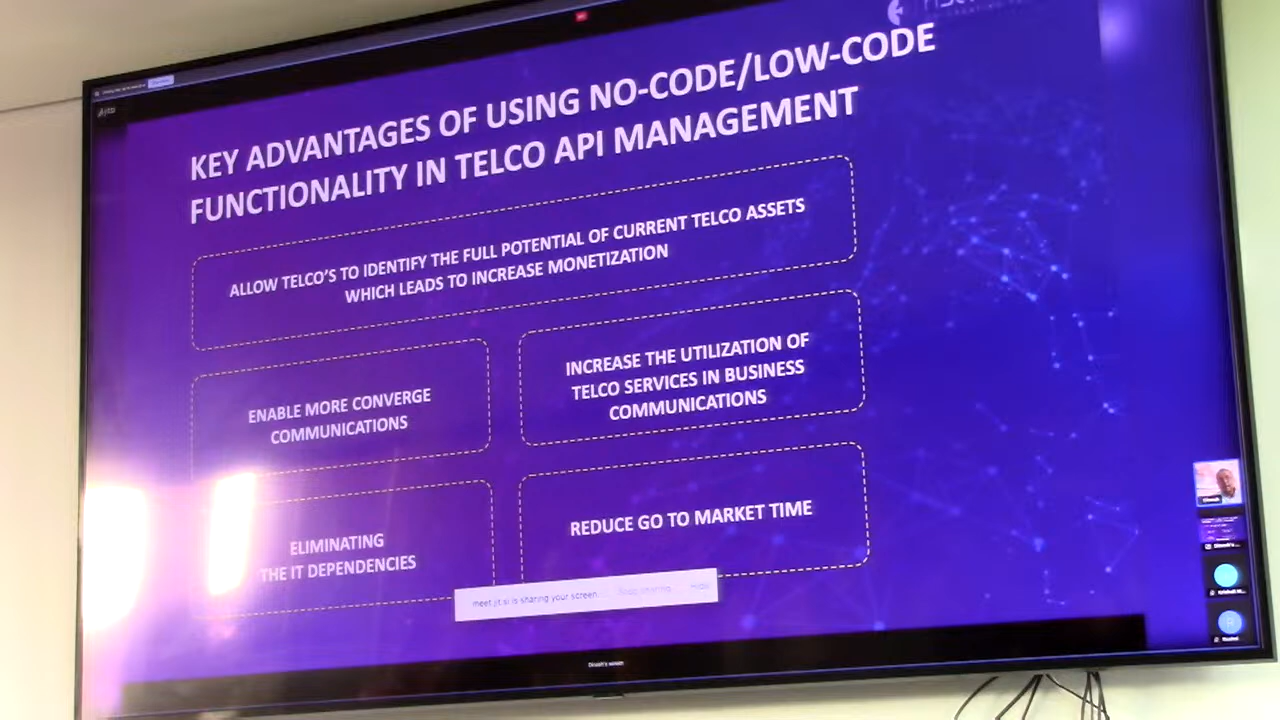 KEY ADVANTAGES OF USING NO-CODE/LOW-CODE
FUNCTIONALITY IN TELCO API MANAGEMENT
ALLOW TELCO'S TO IDENTIFY THE FULL POTENTIAL OF CURRENT TELCO ASSETS
WHICH LEADS TO INCREASE MONETIZATION
ENABLE MORE CONVERGE
COMMUNICATIONS
INCREASE THE UTILIZATION OF
TELCO SERVICES IN BUSINESS
COMMUNICATIONS
ELIMINATING
THE IT DEPENDENCIES
REDUCE GO TO MARKET TIME
meet.jit.si is sharing your screen.
Stop sharing
Hide